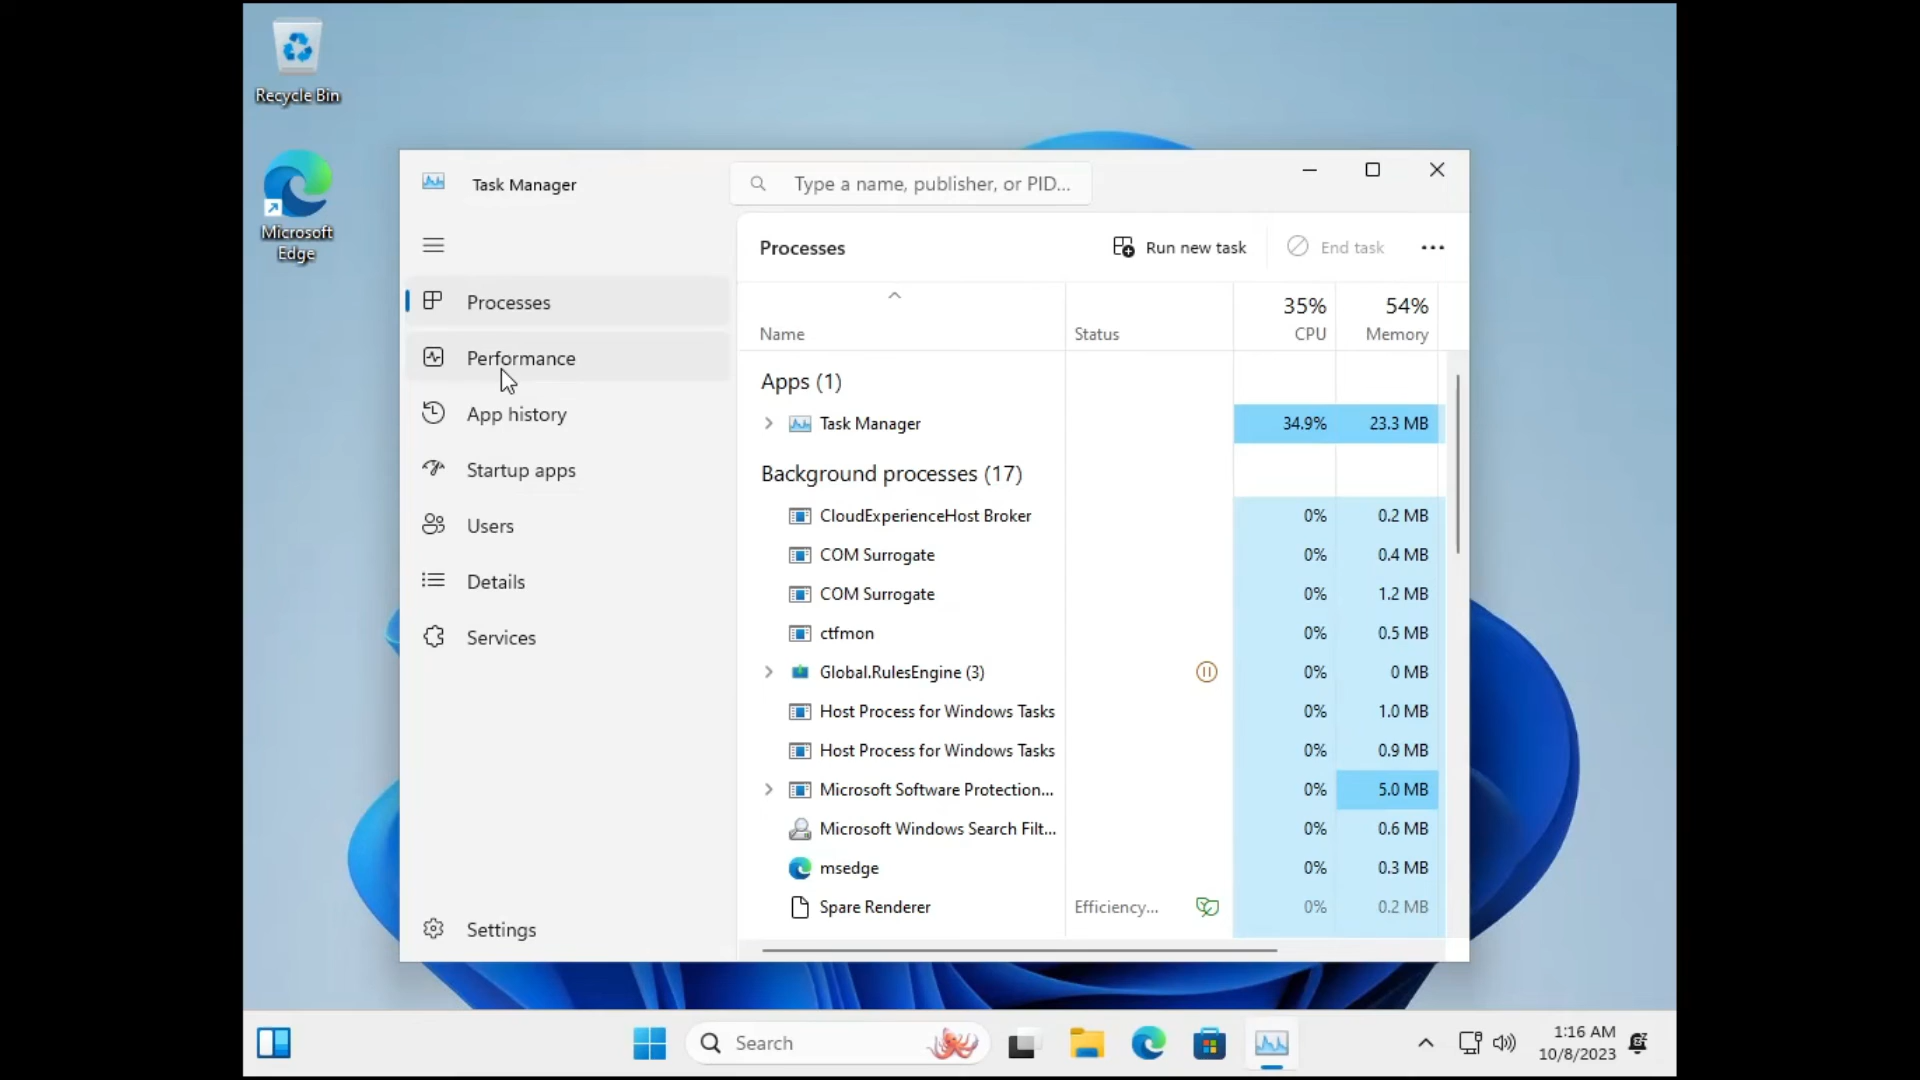 Recycle Bin
Microsoft
Edge
Task Manager
Type a name, publisher, or PID...
Processes
Performance
App history
Startup apps
Users
Details
Services
Settings
Processes
Run new task
End task
35% 54%
Name Status CPU Memory
Apps (1)
Task Manager 34.9% 23.3 MB
Background processes (17)
CloudExperienceHost Broker 0% 0.2 MB
COM Surrogate 0% 0.4 MB
COM Surrogate 0% 1.2 MB
ctfmon 0% 0.5 MB
Global.RulesEngine (3) 0% 0 MB
Host Process for Windows Tasks 0% 1.0 MB
Host Process for Windows Tasks 0% 0.9 MB
Microsoft Software Protection... 0% 5.0 MB
Microsoft Windows Search Filt... 0% 0.6 MB
msedge 0% 0.3 MB
Spare Renderer Efficiency... 0% 0.2 MB
Search
1:16 AM
10/8/2023